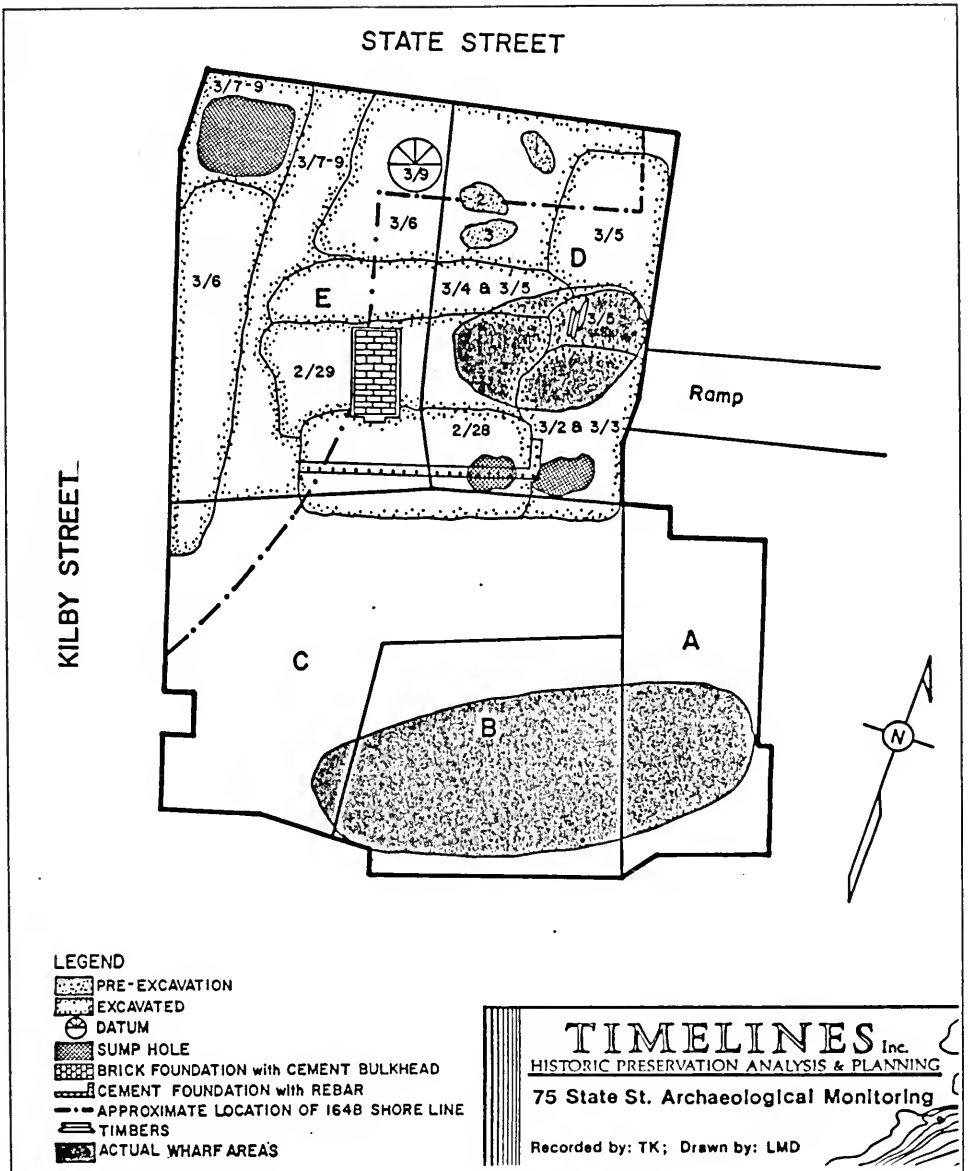 STATE STREET
3/7-9
3/7-9
3/9
2
3/6
3
3/5
D
3/6
E
3/4 & 3/5
2/29
Ramp
2/28
3/2 & 3/3
KILBY STREET
C
A
B
N
LEGEND
PRE-EXCAVATION
EXCAVATED
DATUM
SUMP HOLE
BRICK FOUNDATION with CEMENT BULKHEAD
CEMENT FOUNDATION with REBAR
APPROXIMATE LOCATION OF 1648 SHORE LINE
TIMBERS
ACTUAL WHARF AREA'S
TIMELINES Inc.
HISTORIC PRESERVATION ANALYSIS & PLANNING
75 State St. Archaeological Monitoring
Recorded by: TK; Drawn by: LMD